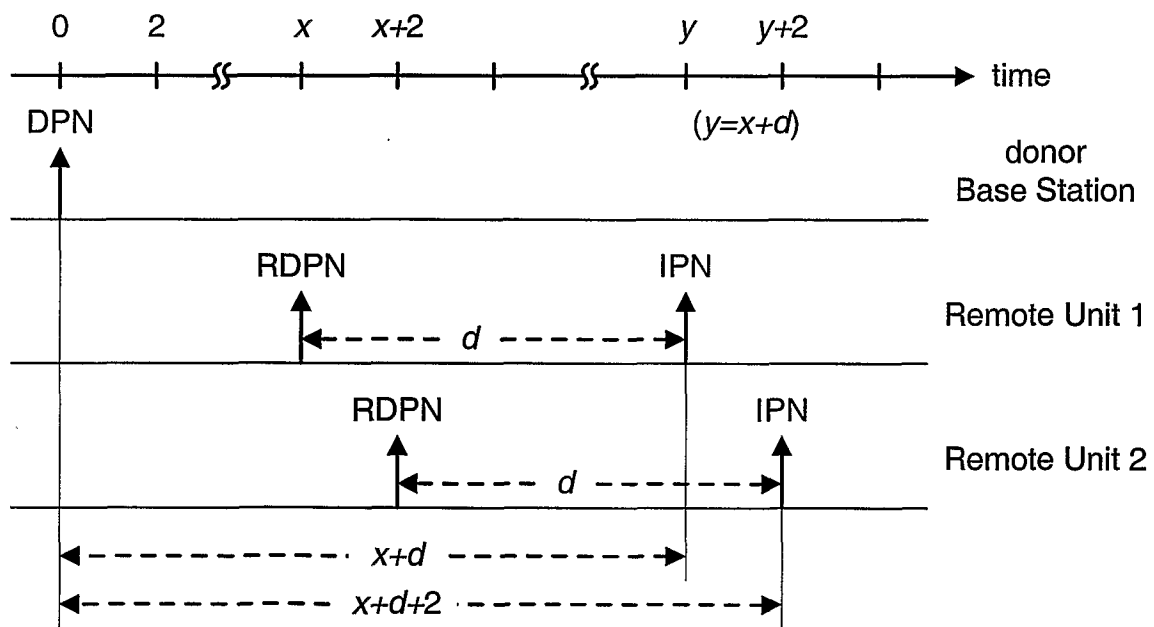 0 2 x x+2 y y+2
time
DPN
(y=x+d)
donor
Base Station
RDPN IPN
Remote Unit 1
d
RDPN IPN
Remote Unit 2
d
x+d
x+d+2